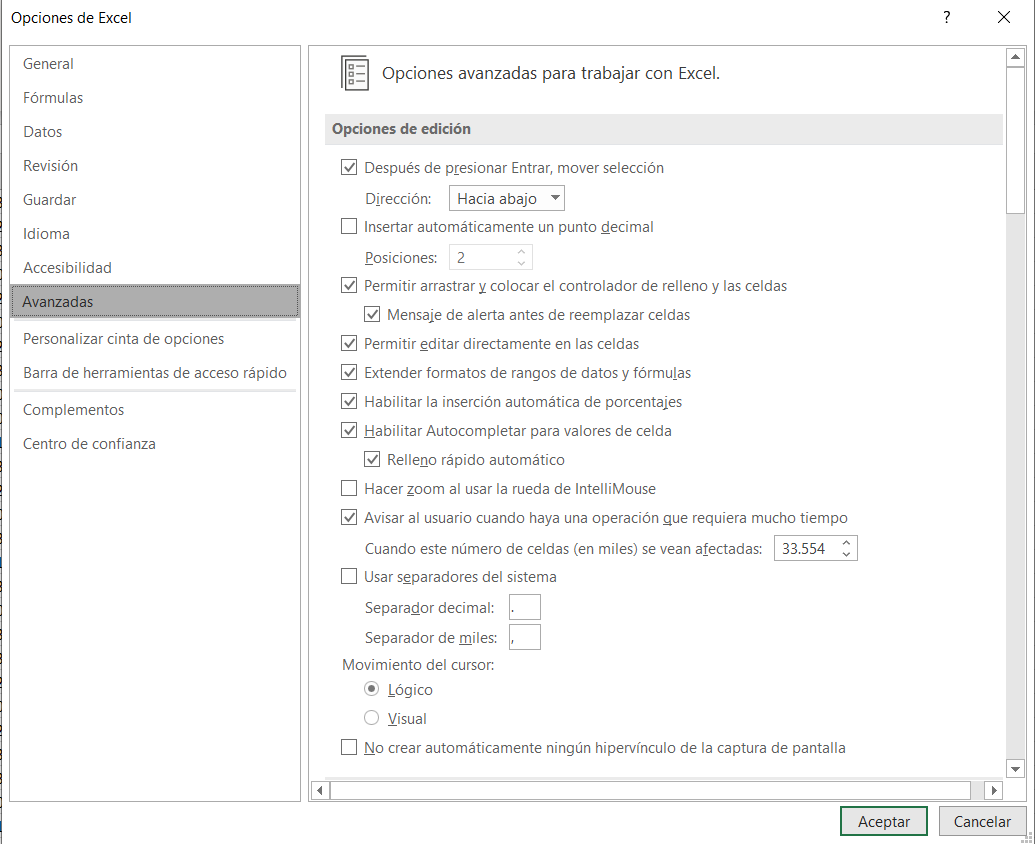 Opciones de Excel
?
General
Fórmulas
Datos
Revisión
Guardar
Idioma
Accesibilidad
Avanzadas
Personalizar cinta de opciones
Barra de herramientas de acceso rápido
Complementos
Centro de confianza
Opciones avanzadas para trabajar con Excel.
Opciones de edición
Después de presionar Entrar, mover selección
Dirección: Hacia abajo
Insertar automáticamente un punto decimal
Posiciones: 2
Permitir arrastrar y colocar el controlador de relleno y las celdas
Mensaje de alerta antes de reemplazar celdas
Permitir editar directamente en las celdas
Extender formatos de rangos de datos y fórmulas
Habilitar la inserción automática de porcentajes
Habilitar Autocompletar para valores de celda
Relleno rápido automático
Hacer zoom al usar la rueda de IntelliMouse
Avisar al usuario cuando haya una operación que requiera mucho tiempo
Cuando este número de celdas (en miles) se vean afectadas: 33.554
Usar separadores del sistema
Separador decimal: .
Separador de miles: ,
Movimiento del cursor:
Lógico
Visual
No crear automáticamente ningún hipervínculo de la captura de pantalla
Aceptar Cancelar